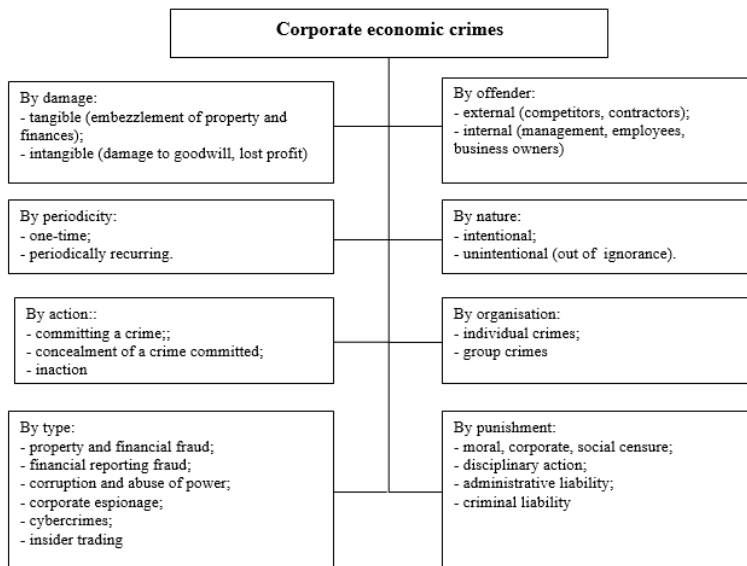 Corporate economic crimes
By damage:
- tangible (embezzlement of property and
finances);
- intangible (damage to goodwill, lost profit)
By offender:
- external (competitors, contractors);
- internal (management, employees,
business owners)
By periodicity:
- one-time;
- periodically recurring.
By nature:
- intentional;
- unintentional (out of ignorance).
By action::
- committing a crime;;
- concealment of a crime committed;
- inaction
By organisation:
- individual crimes;
- group crimes
By type:
- property and financial fraud;
- financial reporting fraud;
- corruption and abuse of power;
- corporate espionage;
- cybercrimes;
- insider trading
By punishment:
- moral, corporate, social censure;
- disciplinary action;
- administrative liability;
- criminal liability